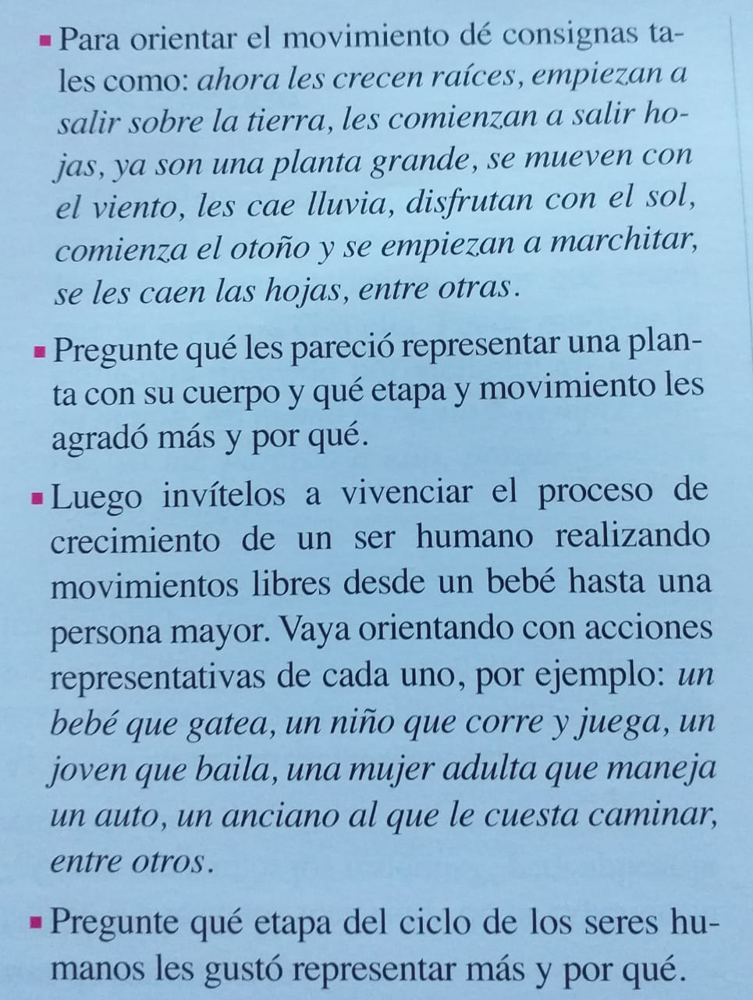 ▪ Para orientar el movimiento dé consignas ta-
les como: ahora les crecen raíces, empiezan a
salir sobre la tierra, les comienzan a salir ho-
jas, ya son una planta grande, se mueven con
el viento, les cae lluvia, disfrutan con el sol,
comienza el otoño y se empiezan a marchitar,
se les caen las hojas, entre otras.
▪ Pregunte qué les pareció representar una plan-
ta con su cuerpo y qué etapa y movimiento les
agradó más y por qué.
▪ Luego invítelos a vivenciar el proceso de
crecimiento de un ser humano realizando
movimientos libres desde un bebé hasta una
persona mayor. Vaya orientando con acciones
representativas de cada uno, por ejemplo: un
bebé que gatea, un niño que corre y juega, un
joven que baila, una mujer adulta que maneja
un auto, un anciano al que le cuesta caminar,
entre otros.
▪ Pregunte qué etapa del ciclo de los seres hu-
manos les gustó representar más y por qué.